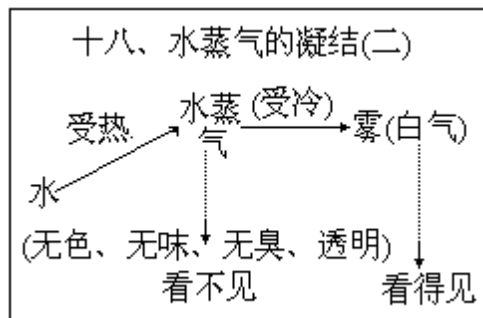 十八、水蒸气的凝结(二)
水蒸气
(受冷)
雾(白气)
受热
水
(无色、无味、无臭、透明)
看不见
看得见